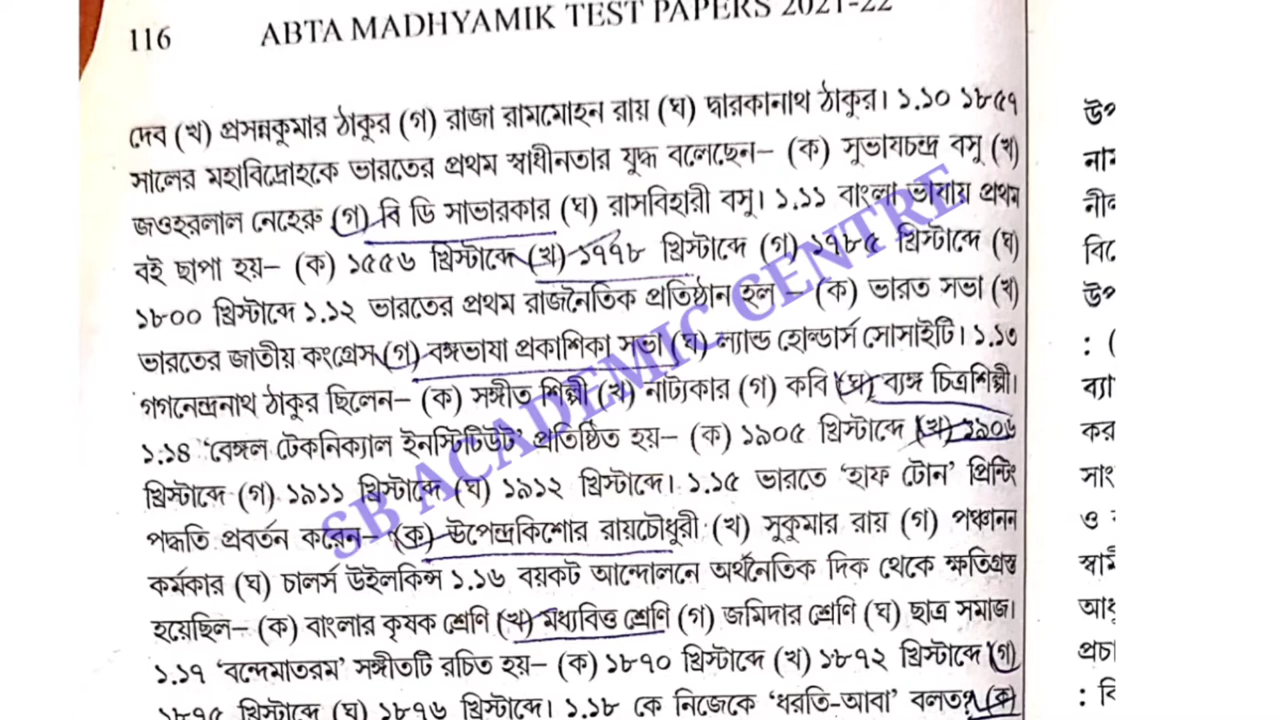 116 ABTA MADHYAMIK TEST PAPERS 2021-22
দেব (খ) প্রসন্নকুমার ঠাকুর (গ) রাজা রামমোহন রায় (ঘ) দ্বারকানাথ ঠাকুর। ১.১০ ১৮৫৭
সালের মহাবিদ্রোহকে ভারতের প্রথম স্বাধীনতার যুদ্ধ বলেছেন– (ক) সুভাষচন্দ্র বসু (খ)
জওহরলাল নেহেরু (গ) বি ডি সাভারকার (ঘ) রাসবিহারী বসু। ১.১১ বাংলা ভাষায় প্রথম
বই ছাপা হয়– (ক) ১৫৫৬ খ্রিস্টাব্দে (খ) ১৭৭৮ খ্রিস্টাব্দে (গ) ১৭৮৫ খ্রিস্টাব্দে (ঘ)
১৮০০ খ্রিস্টাব্দে ১.১২ ভারতের প্রথম রাজনৈতিক প্রতিষ্ঠান হল – (ক) ভারত সভা (খ)
ভারতের জাতীয় কংগ্রেস (গ) বঙ্গভাষা প্রকাশিকা সভা (ঘ) ল্যান্ড হোল্ডার্স সোসাইটি। ১.১৩
গগনেন্দ্রনাথ ঠাকুর ছিলেন– (ক) সঙ্গীত শিল্পী (খ) নাট্যকার (গ) কবি (ঘ) ব্যঙ্গ চিত্রশিল্পী।
১.১৪ ‘বেঙ্গল টেকনিক্যাল ইনস্টিটিউট’ প্রতিষ্ঠিত হয়– (ক) ১৯০৫ খ্রিস্টাব্দে (খ) ১৯০৬
খ্রিস্টাব্দে (গ) ১৯১১ খ্রিস্টাব্দে (ঘ) ১৯১২ খ্রিস্টাব্দে। ১.১৫ ভারতে ‘হাফ টোন’ প্রিন্টিং
পদ্ধতি প্রবর্তন করেন– (ক) উপেন্দ্রকিশোর রায়চৌধুরী (খ) সুকুমার রায় (গ) পঞ্চানন
কর্মকার (ঘ) চালর্স উইলকিন্স ১.১৬ বয়কট আন্দোলনে অর্থনৈতিক দিক থেকে ক্ষতিগ্রস্ত
হয়েছিল– (ক) বাংলার কৃষক শ্রেণি (খ) মধ্যবিত্ত শ্রেণি (গ) জমিদার শ্রেণি (ঘ) ছাত্র সমাজ।
১.১৭ ‘বন্দেমাতরম’ সঙ্গীতটি রচিত হয়– (ক) ১৮৭০ খ্রিস্টাব্দে (খ) ১৮৭২ খ্রিস্টাব্দে (গ)
১৮৭৫ খ্রিস্টাব্দে (ঘ) ১৮৭৬ খ্রিস্টাব্দে। ১.১৮ কে নিজেকে ‘ধরতি-আবা’ বলত? (ক)
SB ACADEMIC CENTRE